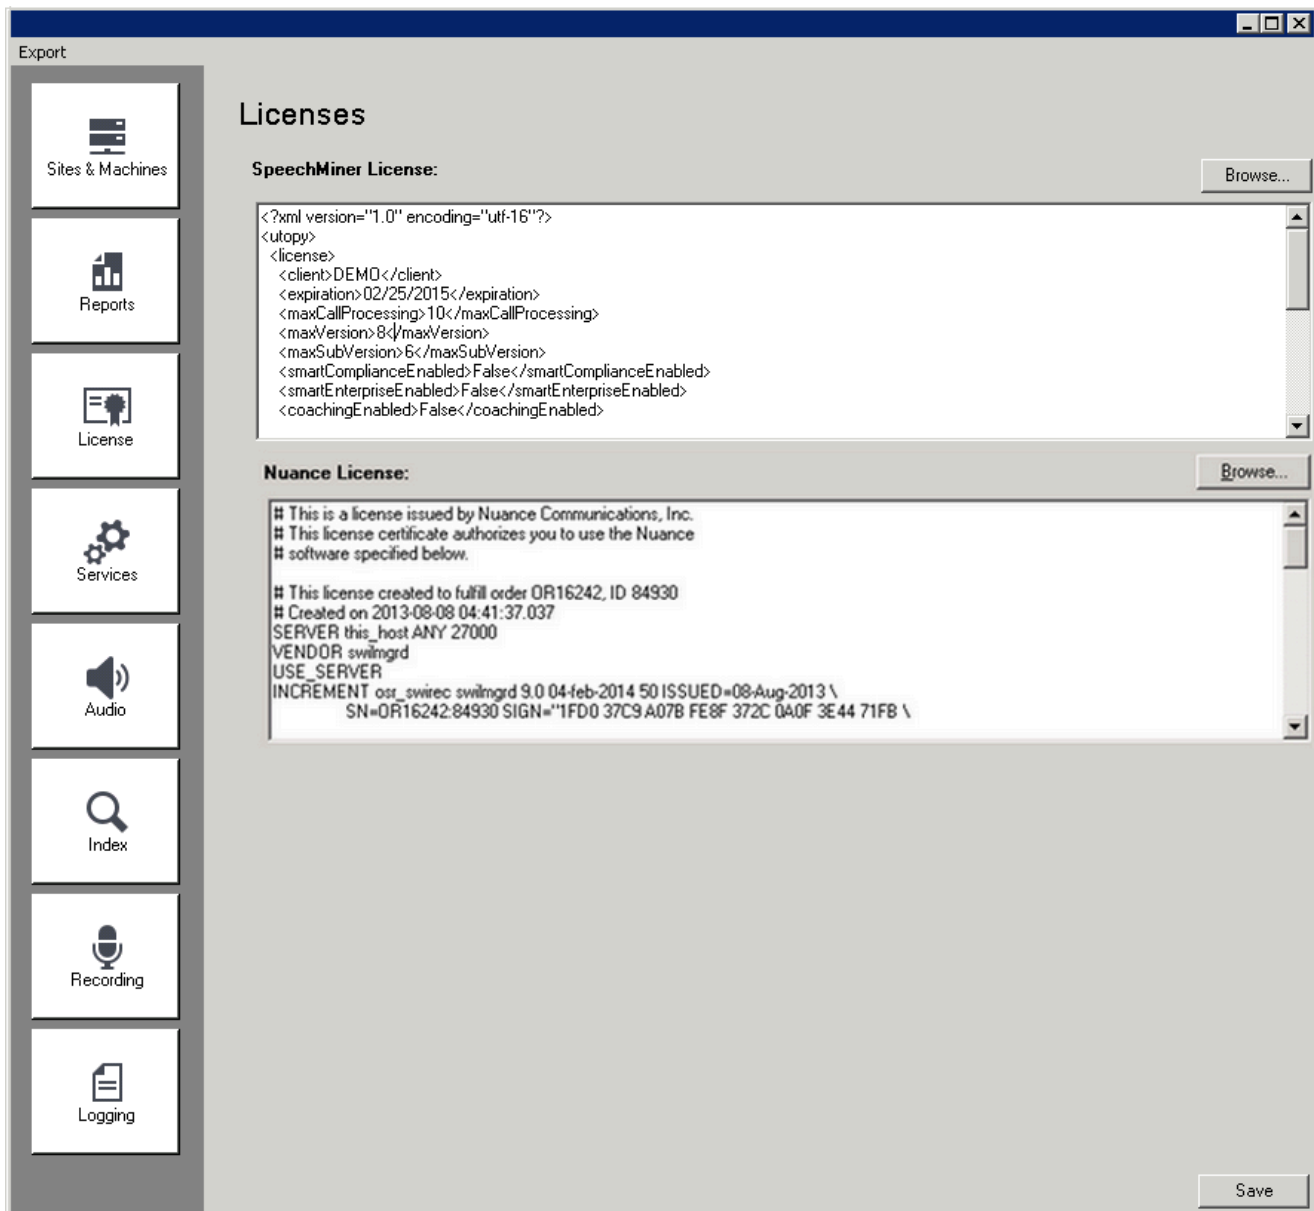 Export
Sites & Machines
Reports
License
Services
Audio
Index
Recording
Logging
Licenses
SpeechMiner License:
Browse...
<?xml version="1.0" encoding="utf-16"?>
<utopy>
<license>
<client>DEMO</client>
<expiration>02/25/2015</expiration>
<maxCallProcessing>10</maxCallProcessing>
<maxVersion>8</maxVersion>
<maxSubVersion>6</maxSubVersion>
<smartComplianceEnabled>False</smartComplianceEnabled>
<smartEnterpriseEnabled>False</smartEnterpriseEnabled>
<coachingEnabled>False</coachingEnabled>
Nuance License:
Browse...
# This is a license issued by Nuance Communications, Inc.
# This license certificate authorizes you to use the Nuance
# software specified below.
# This license created to fulfill order OR16242, ID 84930
# Created on 2013-08-08 04:41:37.037
SERVER this_host ANY 27000
VENDOR swilmgrd
USE_SERVER
INCREMENT osr_swirec swilmgrd 9.0 04-feb-2014 50 ISSUED=08-Aug-2013 \
SN=OR16242:84930 SIGN="1FD0 37C9 A07B FE8F 372C 0A0F 3E44 71FB \
Save